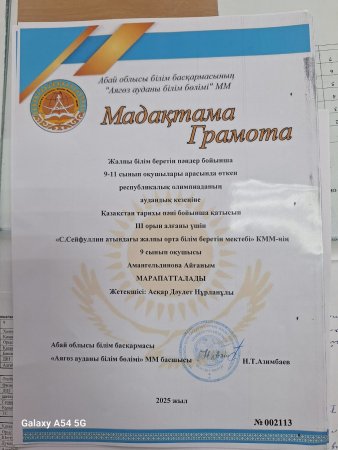 Абай облысы білім басқармасының
"Аягөз ауданы білім бөлімі" ММ
Мадақтама
Грамота
Жалпы білім беретін пәндер бойынша
9-11 сынып оқушылары арасында өткен
республикалық олимпиаданың
аудандық кезеңіне
Қазақстан тарихы пәні бойынша қатысып
III орын алғаны үшін
«С.Сейфуллин атындағы жалпы орта білім беретін мектебі» КММ-нің
9 сынып оқушысы
Амангельдинова Айғаным
МАРАПАТТАЛАДЫ
Жетекшісі: Асқар Дәулет Нұрланұлы
Абай облысы білім басқармасы
«Аягөз ауданы білім бөлімі» ММ басшысы
Н.Т.Азимбаев
2025 жыл
№ 002113
Galaxy A54 5G